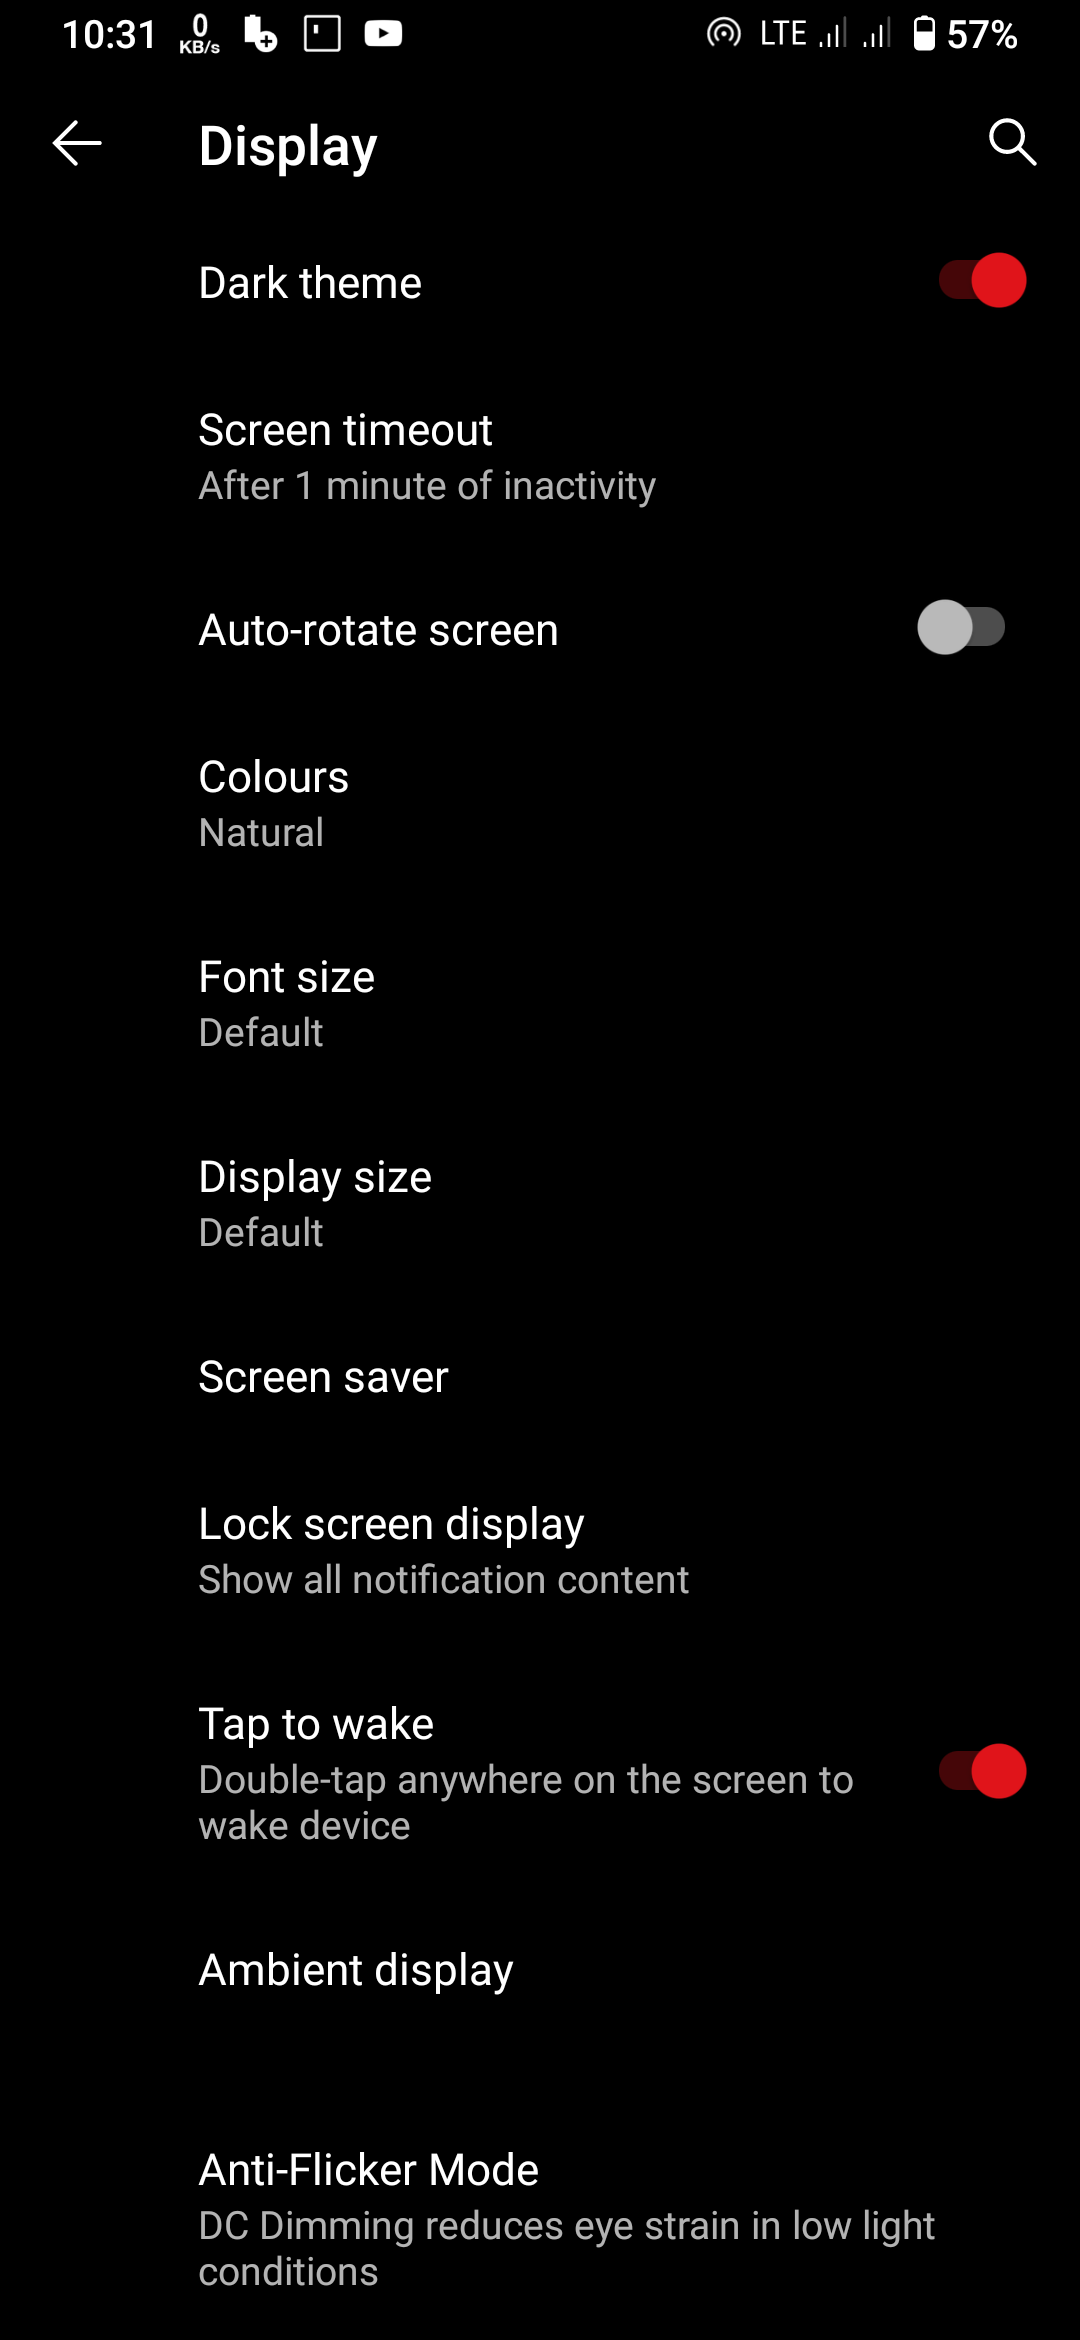 10:31 0 KB/s LTE 57%
Display
Dark theme
Screen timeout
After 1 minute of inactivity
Auto-rotate screen
Colours
Natural
Font size
Default
Display size
Default
Screen saver
Lock screen display
Show all notification content
Tap to wake
Double-tap anywhere on the screen to
wake device
Ambient display
Anti-Flicker Mode
DC Dimming reduces eye strain in low light
conditions